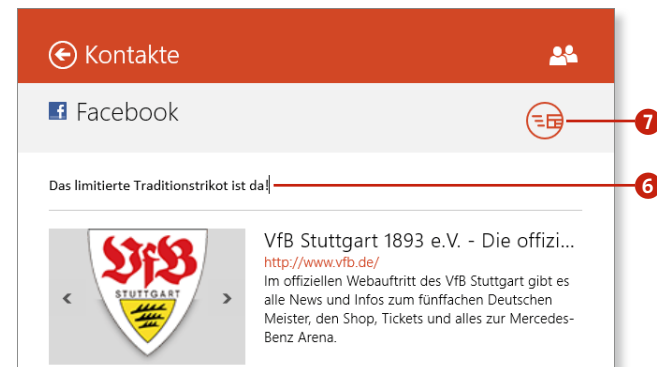 Kontakte
Facebook
7
Das limitierte Traditionstrikot ist da!
6
VfB Stuttgart 1893 e.V. - Die offizi...
http://www.vfb.de/
Im offiziellen Webauftritt des VfB Stuttgart gibt es
alle News und Infos zum fünffachen Deutschen
Meister, den Shop, Tickets und alles zur Mercedes-
Benz Arena.
VfB
STUTTGART